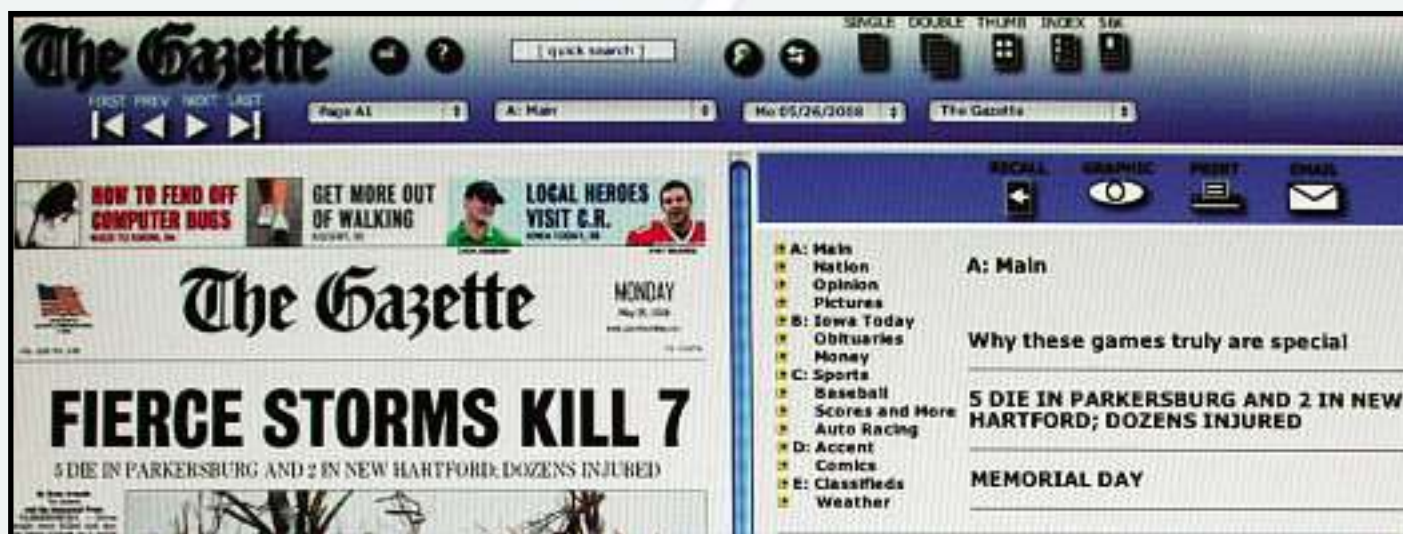 The Gazette
[ quick search ]
SINGLE DOUBLE THUMB INDEX
FIRST PREV NEXT LAST
Page A1
A: Main
Mo 05/26/2008
The Gazette
HOW TO FEND OFF
COMPUTER BUGS
GET MORE OUT
OF WALKING
LOCAL HEROES
VISIT C.R.
The Gazette
MONDAY
FIERCE STORMS KILL 7
5 DIE IN PARKERSBURG AND 2 IN NEW HARTFORD; DOZENS INJURED
RECALL GRAPHIC PRINT EMAIL
A: Main
Nation
Opinion
Pictures
B: Iowa Today
Obituaries
Money
C: Sports
Baseball
Scores and More
Auto Racing
D: Accent
Comics
E: Classifieds
Weather
A: Main
Why these games truly are special
5 DIE IN PARKERSBURG AND 2 IN NEW
HARTFORD; DOZENS INJURED
MEMORIAL DAY